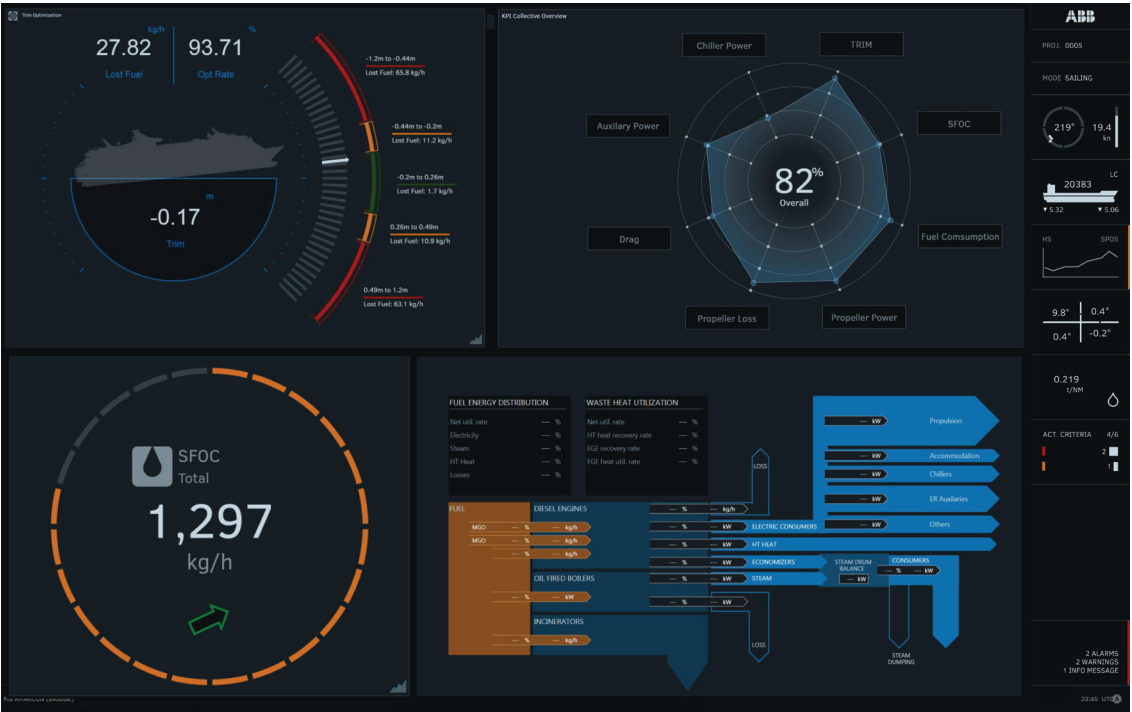 Trim Optimization
kg/h
%
27.82
93.71
Lost Fuel
Opt Rate
-1.2m to -0.44m
Lost Fuel: 65.8 kg/h
-0.44m to -0.2m
Lost Fuel: 11.2 kg/h
-0.2m to 0.26m
Lost Fuel: 1.7 kg/h
0.26m to 0.49m
Lost Fuel: 10.9 kg/h
0.49m to 1.2m
Lost Fuel: 63.1 kg/h
m
-0.17
Trim
KPI Collective Overview
Chiller Power
TRIM
Auxilary Power
SFOC
82%
Overall
Drag
Fuel Comsumption
Propeller Loss
Propeller Power
SFOC
Total
1,297
kg/h
FUEL ENERGY DISTRIBUTION
Net util. rate --- %
Electricity --- %
Steam --- %
HT Heat --- %
Losses --- %
WASTE HEAT UTILIZATION
Net util. rate --- %
HT heat recovery rate --- %
EGE recovery rate --- %
EGE heat util. rate --- %
LOSS
--- kW Propulsion
--- kW Accommodation
--- kW Chillers
--- kW ER Auxilaries
--- kW Others
FUEL
DIESEL ENGINES
--- % --- kg/h
MGO --- % --- kg/h
--- % --- kW ELECTRIC CONSUMERS
MGO --- % --- kg/h
--- % --- kW HT HEAT
--- % --- kg/h
--- % --- kW ECONOMIZERS
STEAM DRUM
BALANCE
--- kW
CONSUMERS
--- % --- kW
OIL FIRED BOILERS
--- % --- kW STEAM
--- % --- kW
--- % --- kW
INCINERATORS
--- % --- kg/h
LOSS
STEAM
DUMPING
ABB
PROJ. 0005
MODE SAILING
219°
19.4
kn
LC
20383
▼ 5.32
▼ 5.06
HS
SPOS
9.8°
0.4°
0.4°
-0.2°
0.219
t/NM
ACT. CRITERIA 4/6
2
1
2 ALARMS
2 WARNINGS
1 INFO MESSAGE
23:45 UTC
A